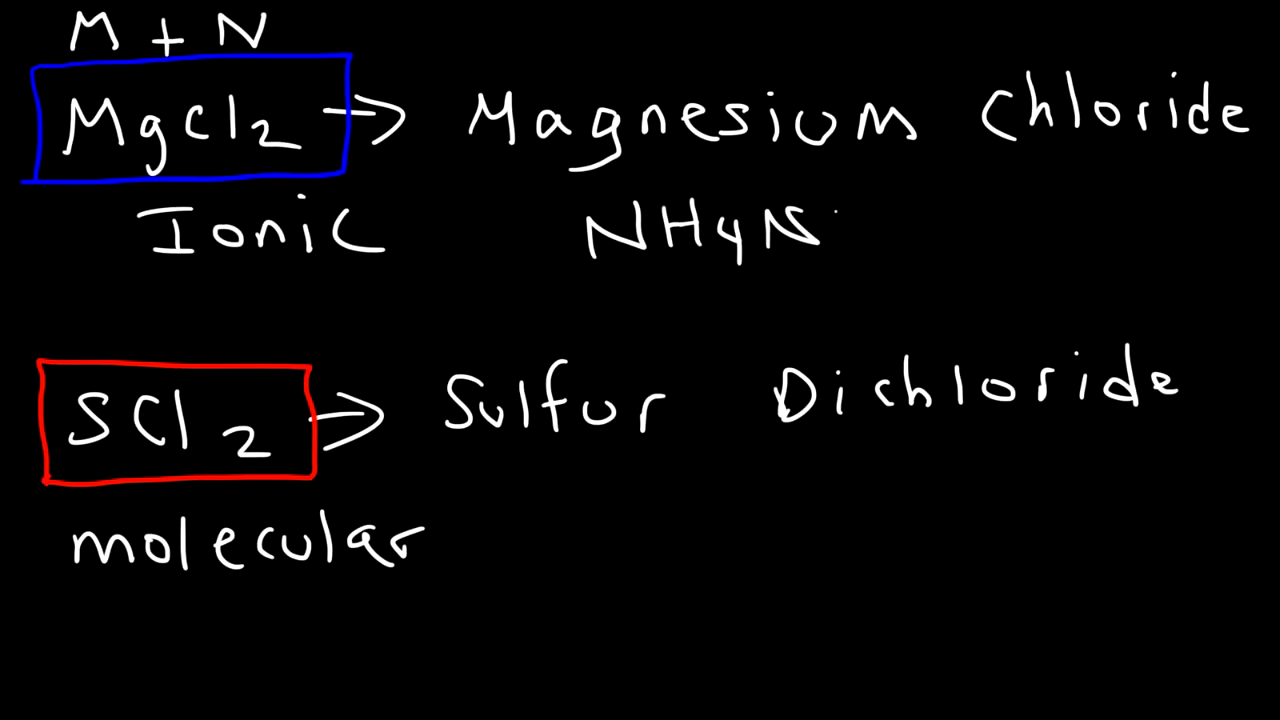 M + N
MgCl2 → Magnesium Chloride
Ionic NH4N
SCl2 → Sulfur Dichloride
molecular